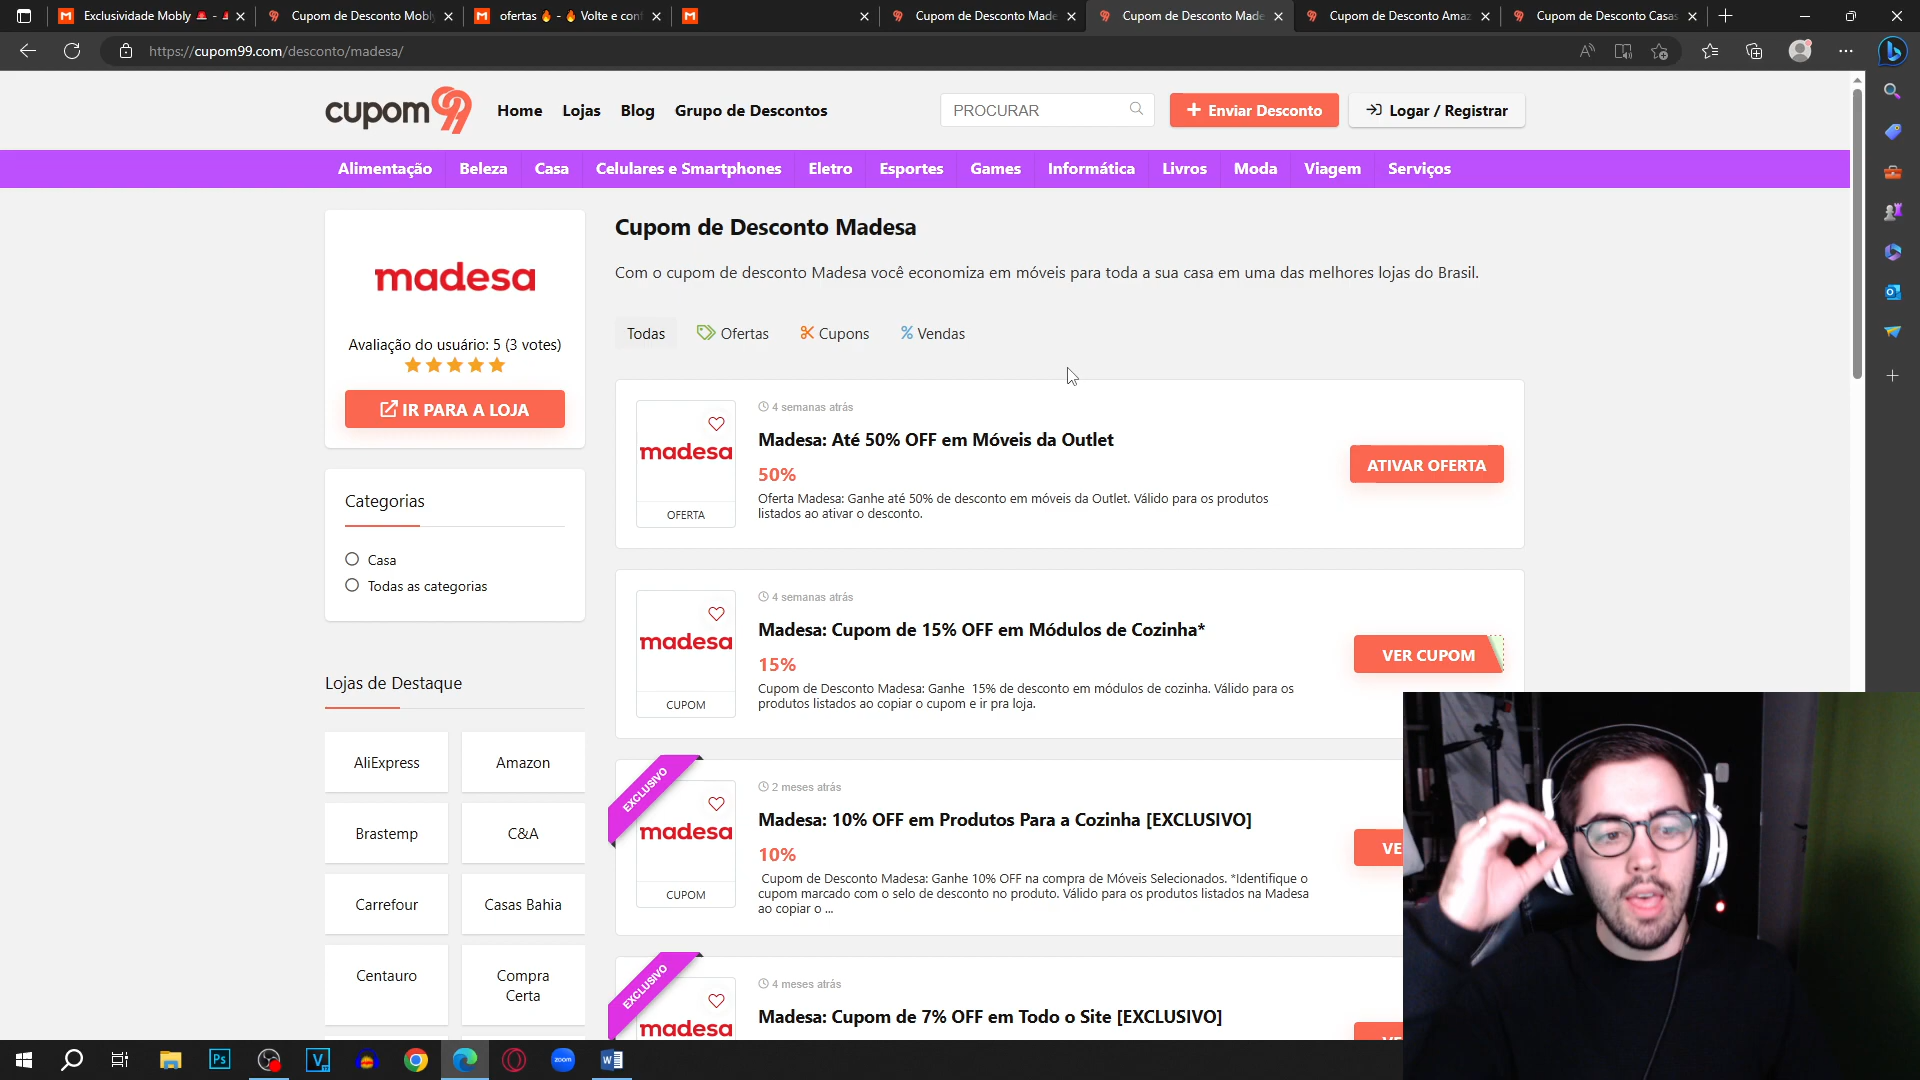 Exclusividade Mobly
Cupom de Desconto Mobly
ofertas 🔥 - 🔥 Volte e con
Cupom de Desconto Made
Cupom de Desconto Made
Cupom de Desconto Amaz
Cupom de Desconto Casas
https://cupom99.com/desconto/madesa/
cupom99
Home
Lojas
Blog
Grupo de Descontos
PROCURAR
+ Enviar Desconto
Logar / Registrar
Alimentação
Beleza
Casa
Celulares e Smartphones
Eletro
Esportes
Games
Informática
Livros
Moda
Viagem
Serviços
madesa
Avaliação do usuário: 5 (3 votes)
IR PARA A LOJA
Categorias
Casa
Todas as categorias
Lojas de Destaque
AliExpress
Amazon
Brastemp
C&A
Carrefour
Casas Bahia
Centauro
Compra
Certa
Cupom de Desconto Madesa
Com o cupom de desconto Madesa você economiza em móveis para toda a sua casa em uma das melhores lojas do Brasil.
Todas
Ofertas
Cupons
% Vendas
madesa
OFERTA
4 semanas atrás
Madesa: Até 50% OFF em Móveis da Outlet
50%
Oferta Madesa: Ganhe até 50% de desconto em móveis da Outlet. Válido para os produtos
listados ao ativar o desconto.
ATIVAR OFERTA
madesa
CUPOM
4 semanas atrás
Madesa: Cupom de 15% OFF em Módulos de Cozinha*
15%
Cupom de Desconto Madesa: Ganhe 15% de desconto em módulos de cozinha. Válido para os
produtos listados ao copiar o cupom e ir pra loja.
VER CUPOM
EXCLUSIVO
madesa
CUPOM
2 meses atrás
Madesa: 10% OFF em Produtos Para a Cozinha [EXCLUSIVO]
10%
Cupom de Desconto Madesa: Ganhe 10% OFF na compra de Móveis Selecionados. *Identifique o
cupom marcado com o selo de desconto no produto. Válido para os produtos listados na Madesa
ao copiar o ...
VE
EXCLUSIVO
madesa
4 meses atrás
Madesa: Cupom de 7% OFF em Todo o Site [EXCLUSIVO]
Ps
V
zoom
W